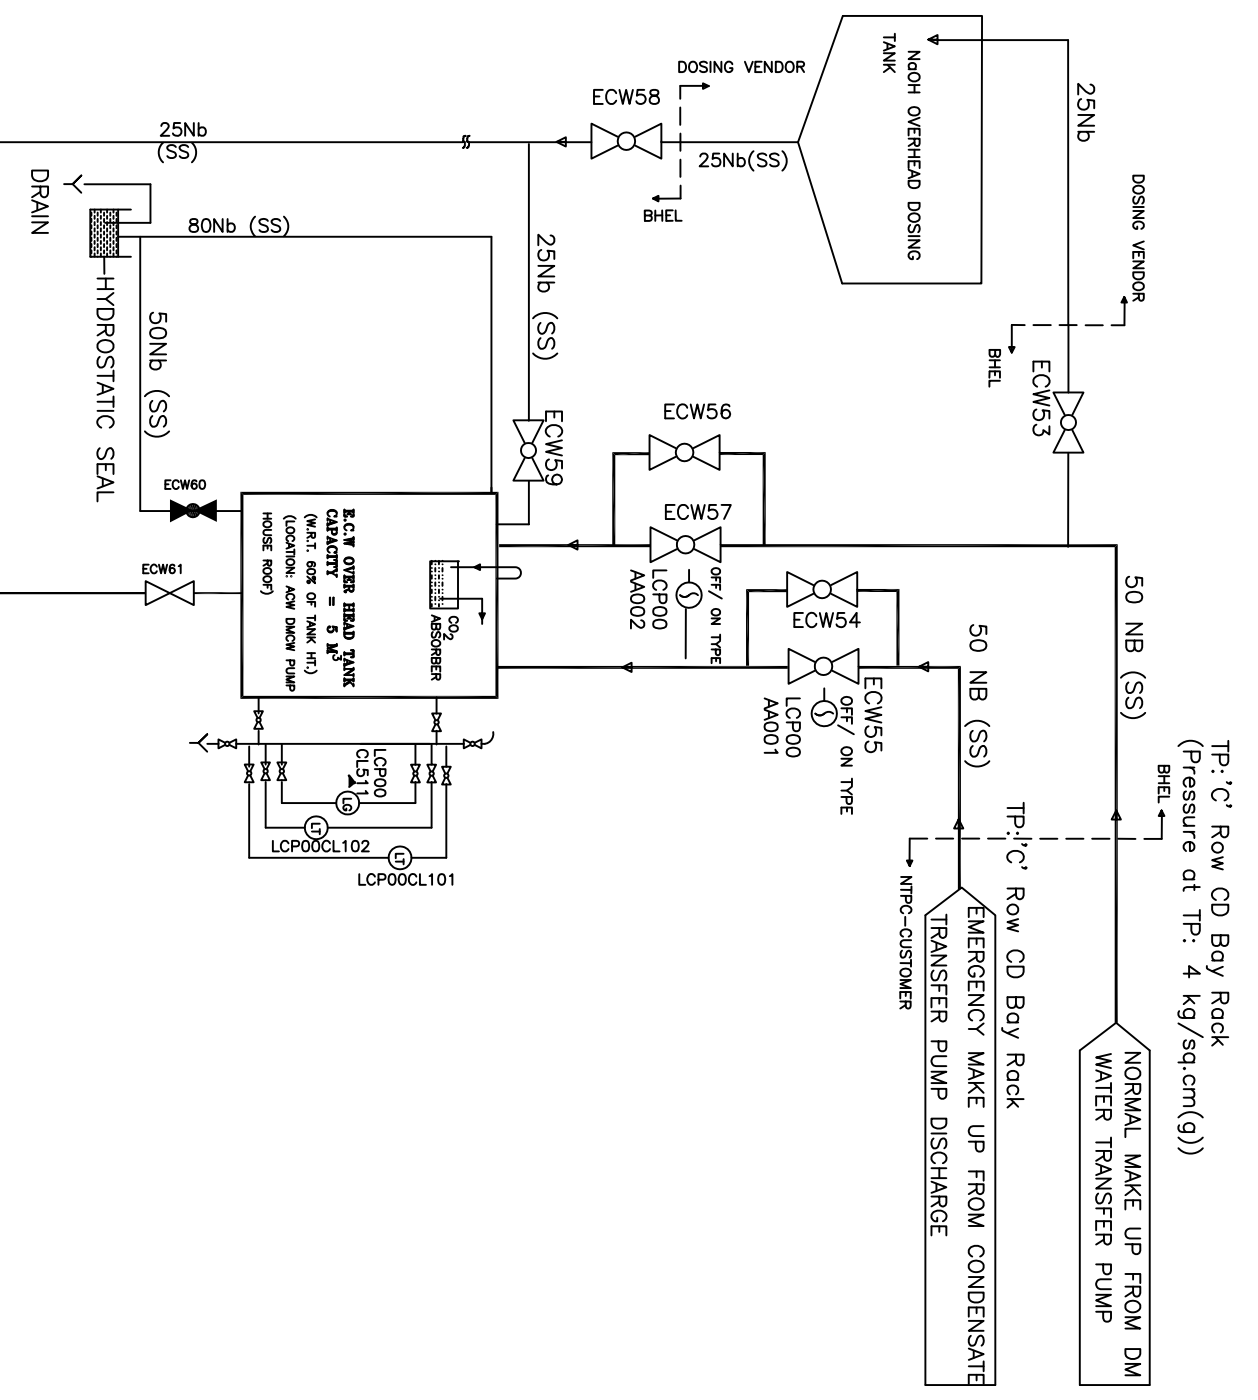 TP:'C' Row CD Bay Rack
(Pressure at TP: 4 kg/sq.cm(g))
BHEL
NORMAL MAKE UP FROM DM
WATER TRANSFER PUMP
50 NB (SS)
TP:'C' Row CD Bay Rack
EMERGENCY MAKE UP FROM CONDENSATE
TRANSFER PUMP DISCHARGE
NTPC-CUSTOMER
50 NB (SS)
DOSING VENDOR
BHEL
25Nb
ECW53
NaOH OVERHEAD DOSING
TANK
DOSING VENDOR
BHEL
25Nb(SS)
ECW58
25Nb
(SS)
25Nb (SS)
ECW59
ECW56
ECW57
OFF/ ON TYPE
LCP00
AA002
ECW54
ECW55
OFF/ ON TYPE
LCP00
AA001
80Nb (SS)
DRAIN
HYDROSTATIC SEAL
50Nb (SS)
ECW60
ECW61
CO2
ABSORBER
E.C.W OVER HEAD TANK
CAPACITY = 5 M3
(W.R.T. 60% OF TANK HT.)
(LOCATION: ACW DMCW PUMP
HOUSE ROOF)
LCP00
CL511
LG
LT
LCP00CL102
LT
LCP00CL101